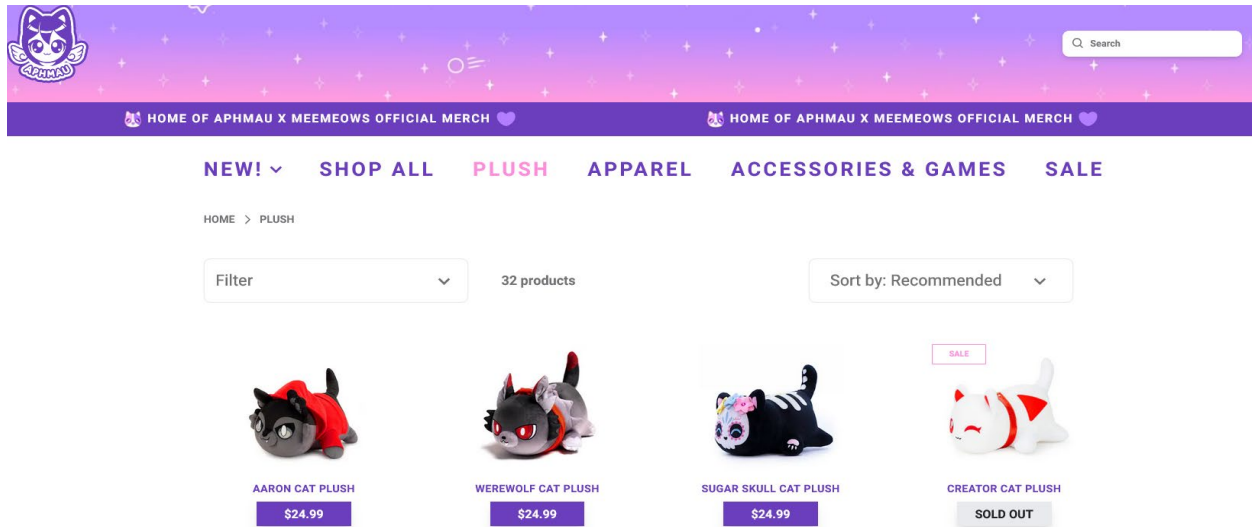 APHMAU
Search
HOME OF APHMAU X MEEMEOWS OFFICIAL MERCH HOME OF APHMAU X MEEMEOWS OFFICIAL MERCH
NEW! SHOP ALL PLUSH APPAREL ACCESSORIES & GAMES SALE
HOME > PLUSH
Filter 32 products Sort by: Recommended
SALE
AARON CAT PLUSH WEREWOLF CAT PLUSH SUGAR SKULL CAT PLUSH CREATOR CAT PLUSH
$24.99 $24.99 $24.99 SOLD OUT